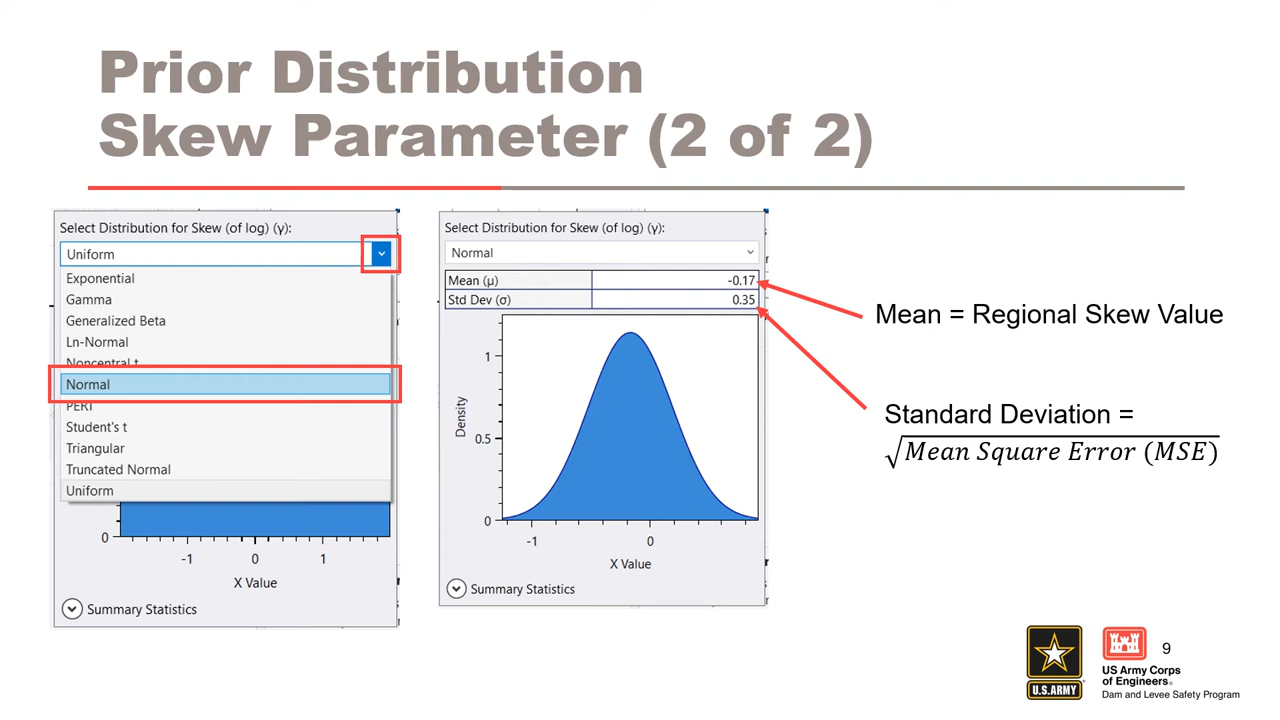 Prior Distribution
Skew Parameter (2 of 2)
Select Distribution for Skew (of log) (γ):
Uniform
Exponential
Gamma
Generalized Beta
Ln-Normal
Noncentral t
Normal
PERT
Student's t
Triangular
Truncated Normal
Uniform
0
-1 0 1
X Value
Summary Statistics
Select Distribution for Skew (of log) (γ):
Normal
Mean (μ) -0.17
Std Dev (σ) 0.35
1
0.5
0
Density
-1 0
X Value
Summary Statistics
Mean = Regional Skew Value
Standard Deviation =
√Mean Square Error (MSE)
U.S.ARMY
US Army Corps
of Engineers®
Dam and Levee Safety Program
9